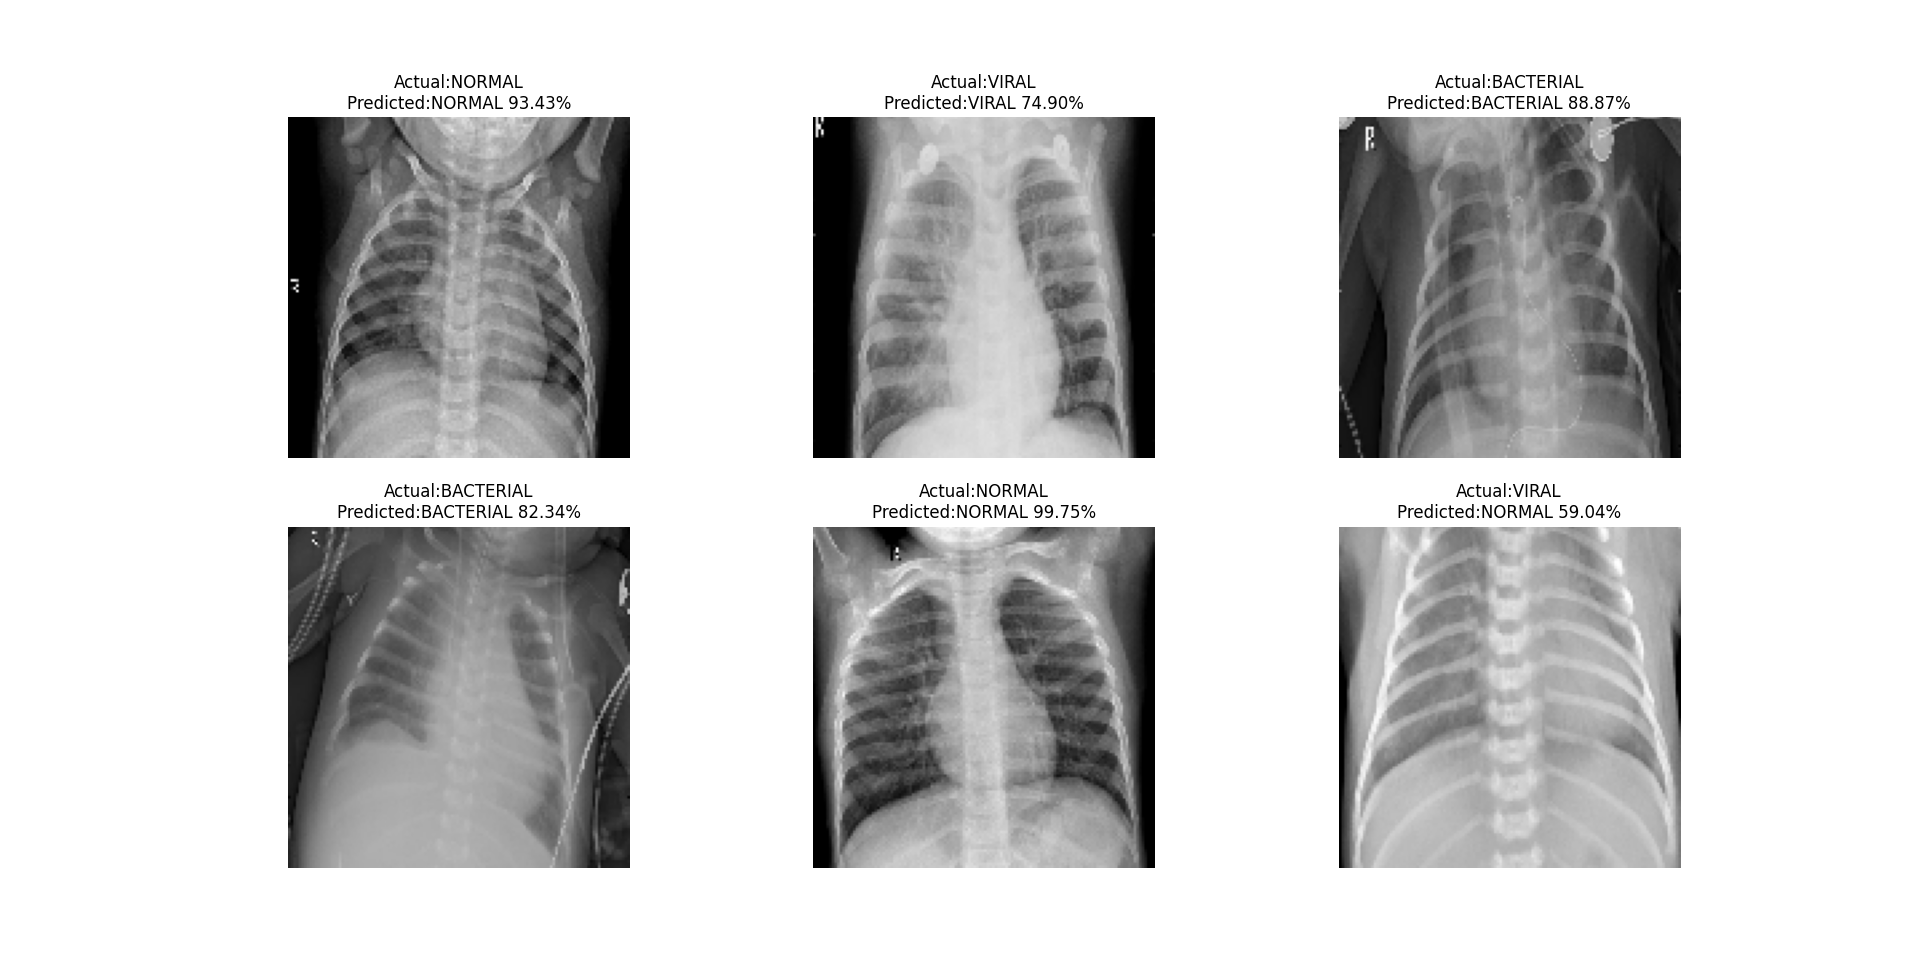 Actual:NORMAL
Predicted:NORMAL 93.43%
Actual:VIRAL
Predicted:VIRAL 74.90%
Actual:BACTERIAL
Predicted:BACTERIAL 88.87%
R
Actual:BACTERIAL
Predicted:BACTERIAL 82.34%
Actual:NORMAL
Predicted:NORMAL 99.75%
Actual:VIRAL
Predicted:NORMAL 59.04%